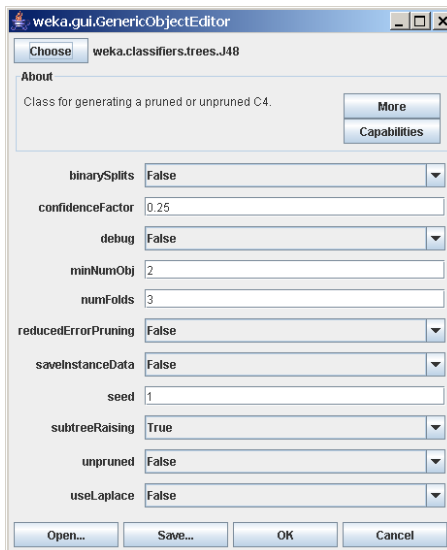 weka.gui.GenericObjectEditor
Choose weka.classifiers.trees.J48
About
Class for generating a pruned or unpruned C4.
More
Capabilities
binarySplits False
confidenceFactor 0.25
debug False
minNumObj 2
numFolds 3
reducedErrorPruning False
saveInstanceData False
seed 1
subtreeRaising True
unpruned False
useLaplace False
Open... Save... OK Cancel